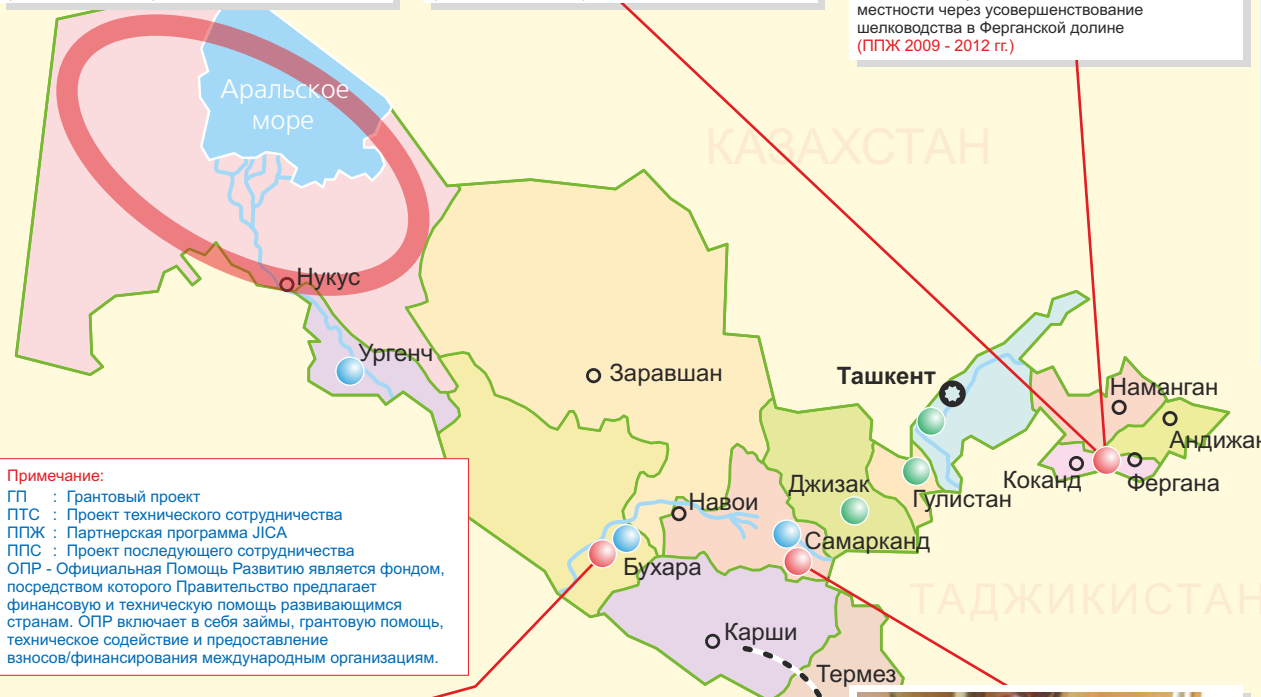 местности через усовершенствование
шелководства в Ферганской долине
(ППЖ 2009 - 2012 гг.)
Аральское
море
КАЗАХСТАН
Нукус
Ургенч
Заравшан
Ташкент
Наманган
Андижан
Коканд
Фергана
Джизак
Гулистан
Навои
Самарканд
Бухара
ТАДЖИКИСТАН
Карши
Термез
Примечание:
ГП : Грантовый проект
ПТС : Проект технического сотрудничества
ППЖ : Партнерская программа JICA
ППС : Проект последующего сотрудничества
ОПР - Официальная Помощь Развитию является фондом,
посредством которого Правительство предлагает
финансовую и техническую помощь развивающимся
странам. ОПР включает в себя займы, грантовую помощь,
техническое содействие и предоставление
взносов/финансирования международным организациям.